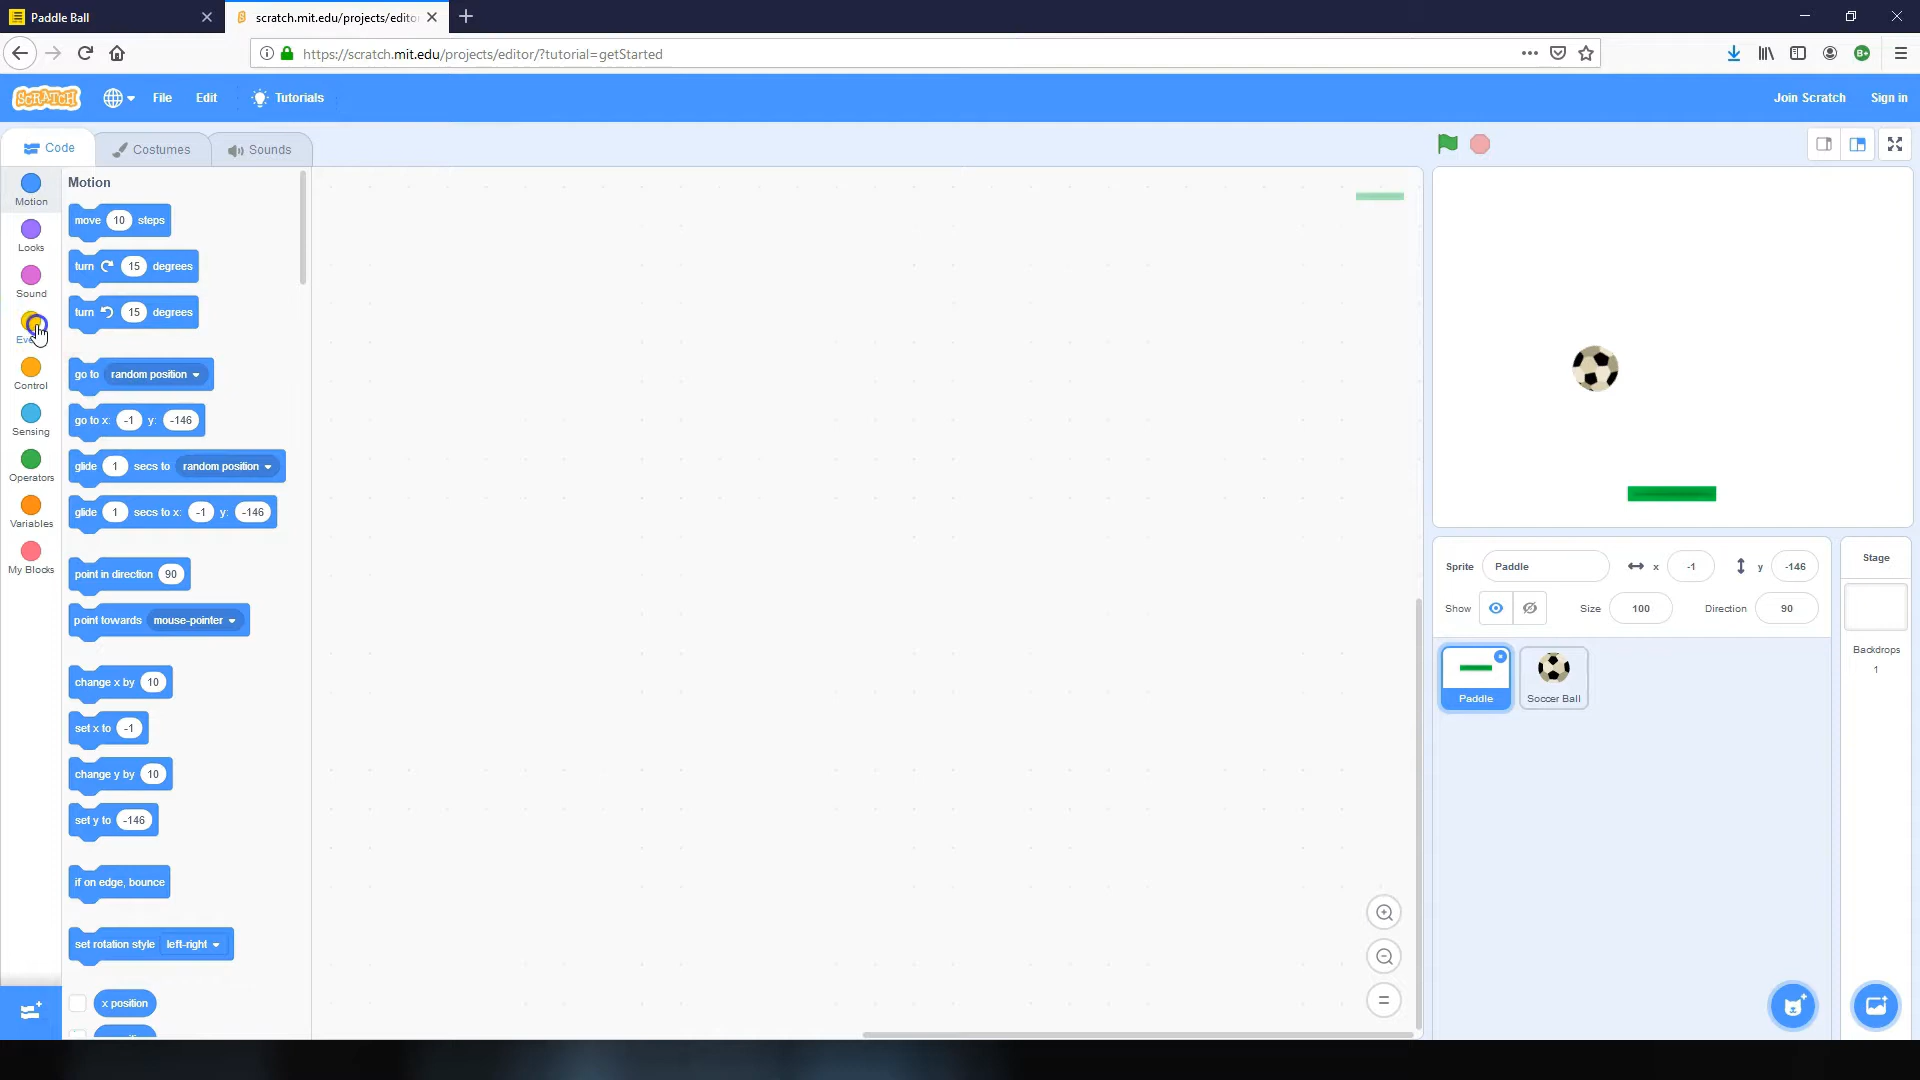 Paddle Ball
scratch.mit.edu/projects/edito
https://scratch.mit.edu/projects/editor/?tutorial=getStarted
SCRATCH
File
Edit
Tutorials
Join Scratch
Sign in
Code
Costumes
Sounds
Motion
Looks
Sound
Control
Sensing
Operators
Variables
My Blocks
Motion
move 10 steps
turn 15 degrees
turn 15 degrees
go to random position
go to x: -1 y: -146
glide 1 secs to random position
glide 1 secs to x: -1 y: -146
point in direction 90
point towards mouse-pointer
change x by 10
set x to -1
change y by 10
set y to -146
if on edge, bounce
set rotation style left-right
x position
Sprite Paddle x -1 y -146
Show Size 100 Direction 90
Paddle
Soccer Ball
Stage
Backdrops
1